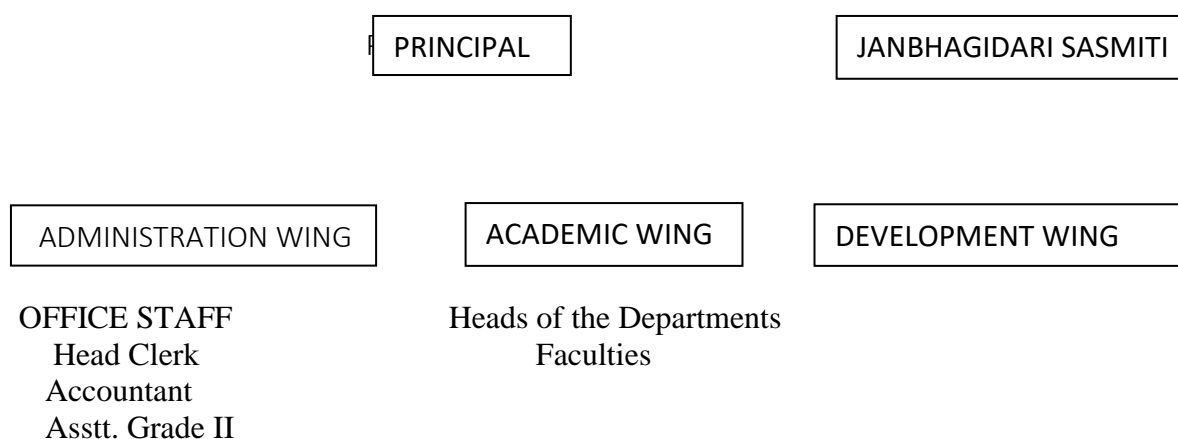 PRINCIPAL
JANBHAGIDARI SASMITI
ADMINISTRATION WING
ACADEMIC WING
DEVELOPMENT WING
OFFICE STAFF
Head Clerk
Accountant
Asstt. Grade II
Heads of the Departments
Faculties